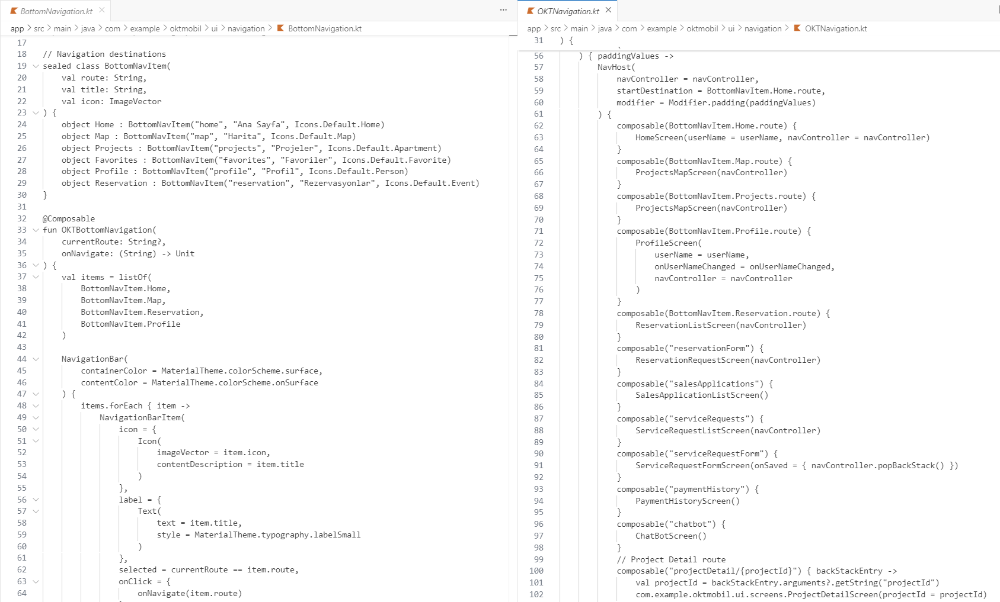 BottomNavigation.kt
app > src > main > java > com > example > oktmobil > ui > navigation > BottomNavigation.kt
17
18 // Navigation destinations
19 sealed class BottomNavItem(
20     val route: String,
21     val title: String,
22     val icon: ImageVector
23 ) {
24     object Home : BottomNavItem("home", "Ana Sayfa", Icons.Default.Home)
25     object Map : BottomNavItem("map", "Harita", Icons.Default.Map)
26     object Projects : BottomNavItem("projects", "Projeler", Icons.Default.Apartment)
27     object Favorites : BottomNavItem("favorites", "Favoriler", Icons.Default.Favorite)
28     object Profile : BottomNavItem("profile", "Profil", Icons.Default.Person)
29     object Reservation : BottomNavItem("reservation", "Rezervasyonlar", Icons.Default.Event)
30 }
31
32 @Composable
33 fun OKTBottomNavigation(
34     currentRoute: String?,
35     onNavigate: (String) -> Unit
36 ) {
37     val items = listOf(
38         BottomNavItem.Home,
39         BottomNavItem.Map,
40         BottomNavItem.Reservation,
41         BottomNavItem.Profile
42     )
43
44     NavigationBar(
45         containerColor = MaterialTheme.colorScheme.surface,
46         contentColor = MaterialTheme.colorScheme.onSurface
47     ) {
48         items.forEach { item ->
49             NavigationBarItem(
50                 icon = {
51                     Icon(
52                         imageVector = item.icon,
53                         contentDescription = item.title
54                     )
55                 },
56                 label = {
57                     Text(
58                         text = item.title,
59                         style = MaterialTheme.typography.labelSmall
60                     )
61                 },
62                 selected = currentRoute == item.route,
63                 onClick = {
64                     onNavigate(item.route)
OKTNavigation.kt
app > src > main > java > com > example > oktmobil > ui > navigation > OKTNavigation.kt
31 ) {
56     ) { paddingValues ->
57         NavHost(
58             navController = navController,
59             startDestination = BottomNavItem.Home.route,
60             modifier = Modifier.padding(paddingValues)
61         ) {
62             composable(BottomNavItem.Home.route) {
63                 HomeScreen(userName = userName, navController = navController)
64             }
65             composable(BottomNavItem.Map.route) {
66                 ProjectsMapScreen(navController)
67             }
68             composable(BottomNavItem.Projects.route) {
69                 ProjectsMapScreen(navController)
70             }
71             composable(BottomNavItem.Profile.route) {
72                 ProfileScreen(
73                     userName = userName,
74                     onUserNameChanged = onUserNameChanged,
75                     navController = navController
76                 )
77             }
78             composable(BottomNavItem.Reservation.route) {
79                 ReservationListScreen(navController)
80             }
81             composable("reservationForm") {
82                 ReservationRequestScreen(navController)
83             }
84             composable("salesApplications") {
85                 SalesApplicationListScreen()
86             }
87             composable("serviceRequests") {
88                 ServiceRequestListScreen(navController)
89             }
90             composable("serviceRequestForm") {
91                 ServiceRequestFormScreen(onSaved = { navController.popBackStack() })
92             }
93             composable("paymentHistory") {
94                 PaymentHistoryScreen()
95             }
96             composable("chatbot") {
97                 ChatBotScreen()
98             }
99             // Project Detail route
100             composable("projectDetail/{projectId}") { backStackEntry ->
101                 val projectId = backStackEntry.arguments?.getString("projectId")
102                 com.example.oktmobil.ui.screens.ProjectDetailScreen(projectId = projectId)